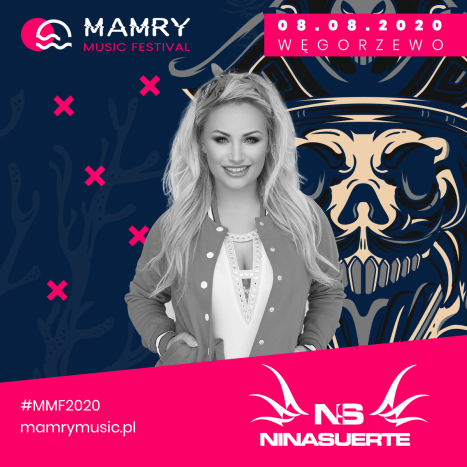 MAMRY
MUSIC FESTIVAL
08.08.2020
WĘGORZEWO
#MMF2020
mamrymusic.pl
NS
NINASUERTE